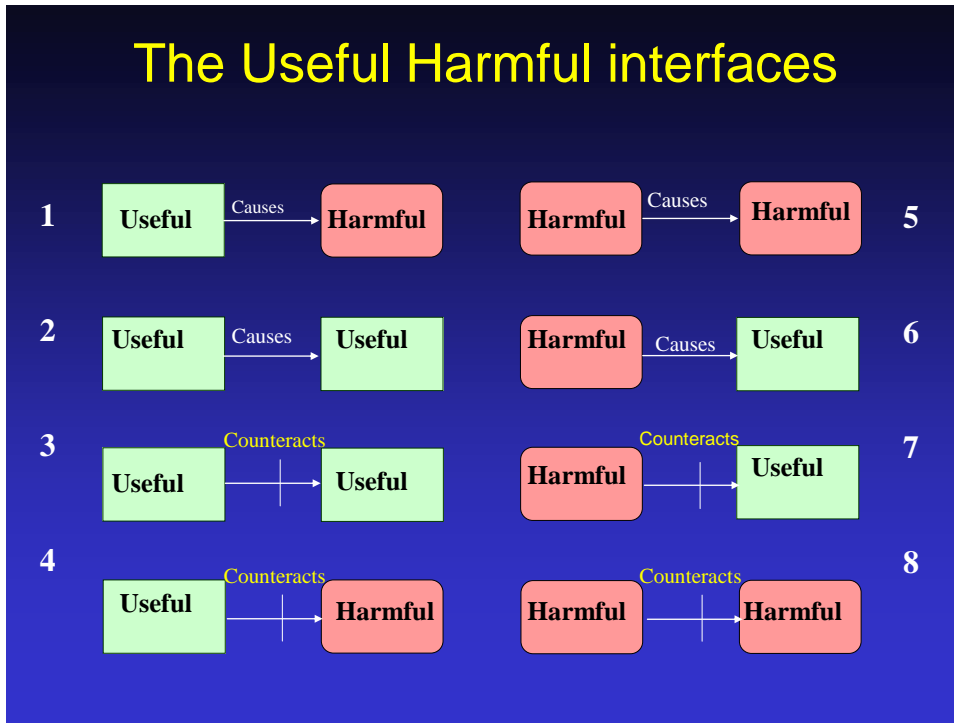 The Useful Harmful interfaces
1 Useful Causes Harmful
Harmful Causes Harmful 5
2 Useful Causes Useful
Harmful Causes Useful 6
3 Useful Counteracts Useful
Harmful Counteracts Useful 7
4 Useful Counteracts Harmful
Harmful Counteracts Harmful 8